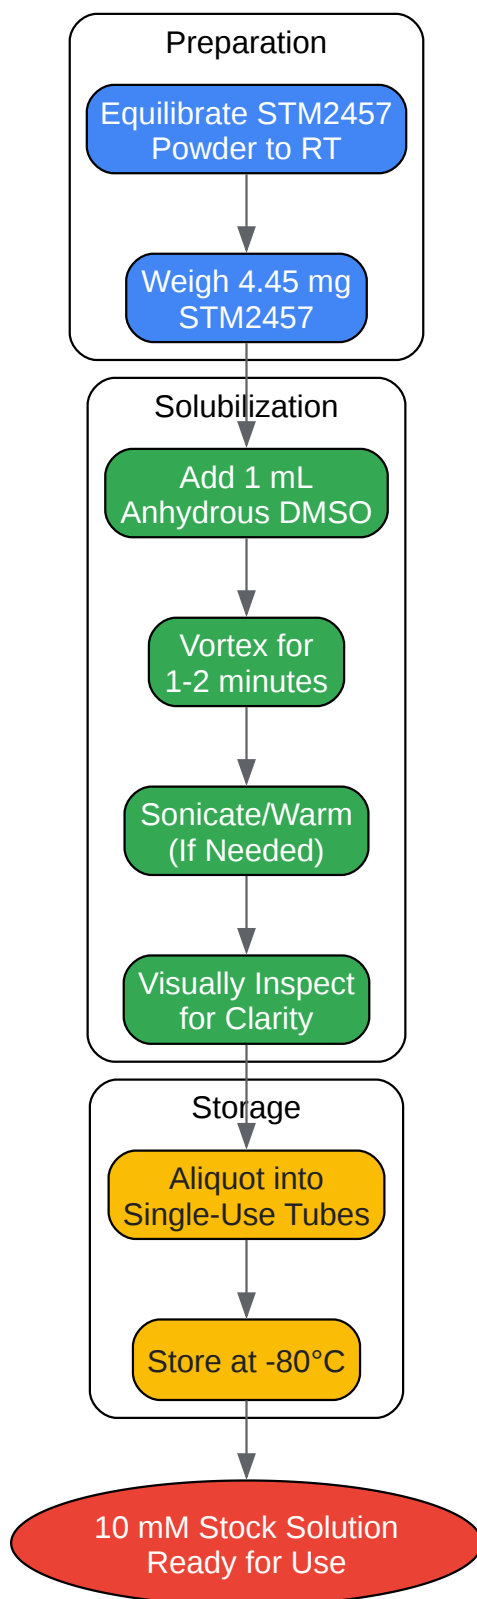 Preparation
Equilibrate STM2457
Powder to RT
Weigh 4.45 mg
STM2457
Solubilization
Add 1 mL
Anhydrous DMSO
Vortex for
1-2 minutes
Sonicate/Warm
(If Needed)
Visually Inspect
for Clarity
Storage
Aliquot into
Single-Use Tubes
Store at -80°C
10 mM Stock Solution
Ready for Use